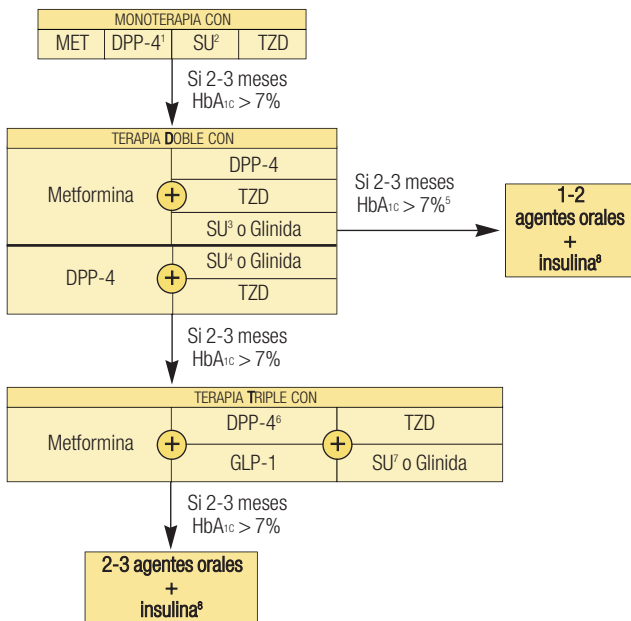 MONOTERAPIA CON
MET DPP-4¹ SU² TZD
Si 2-3 meses
HbA1C > 7%
TERAPIA DOBLE CON
Metformina + DPP-4
TZD
SU³ o Glinida
DPP-4 + SU⁴ o Glinida
TZD
Si 2-3 meses
HbA1C > 7%⁵
1-2
agentes orales
+
insulina⁸
Si 2-3 meses
HbA1C > 7%
TERAPIA TRIPLE CON
Metformina + DPP-4⁶ + TZD
GLP-1 SU⁷ o Glinida
Si 2-3 meses
HbA1C > 7%
2-3 agentes orales
+
insulina⁸